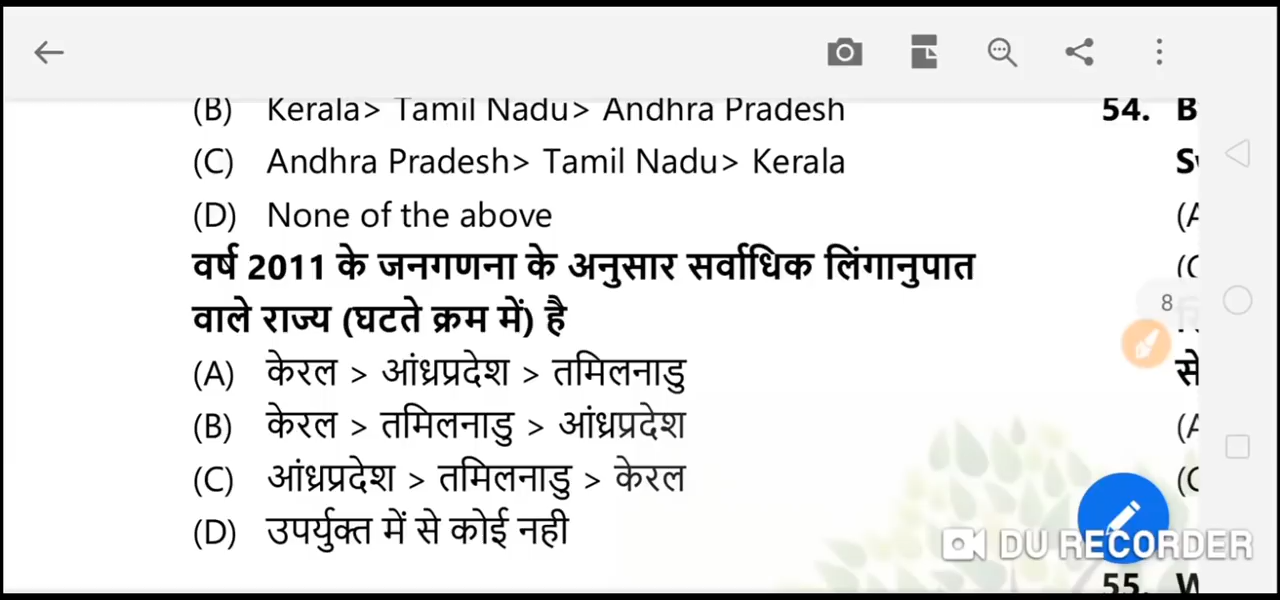 (B) Kerala> Tamil Nadu> Andhra Pradesh
(C) Andhra Pradesh> Tamil Nadu> Kerala
(D) None of the above
वर्ष 2011 के जनगणना के अनुसार सर्वाधिक लिंगानुपात
वाले राज्य (घटते क्रम में) है
(A) केरल > आंध्रप्रदेश > तमिलनाडु
(B) केरल > तमिलनाडु > आंध्रप्रदेश
(C) आंध्रप्रदेश > तमिलनाडु > केरल
(D) उपर्युक्त में से कोई नही
54. B
(A
(C
8
से
(A
(C
55. W
DU RECORDER